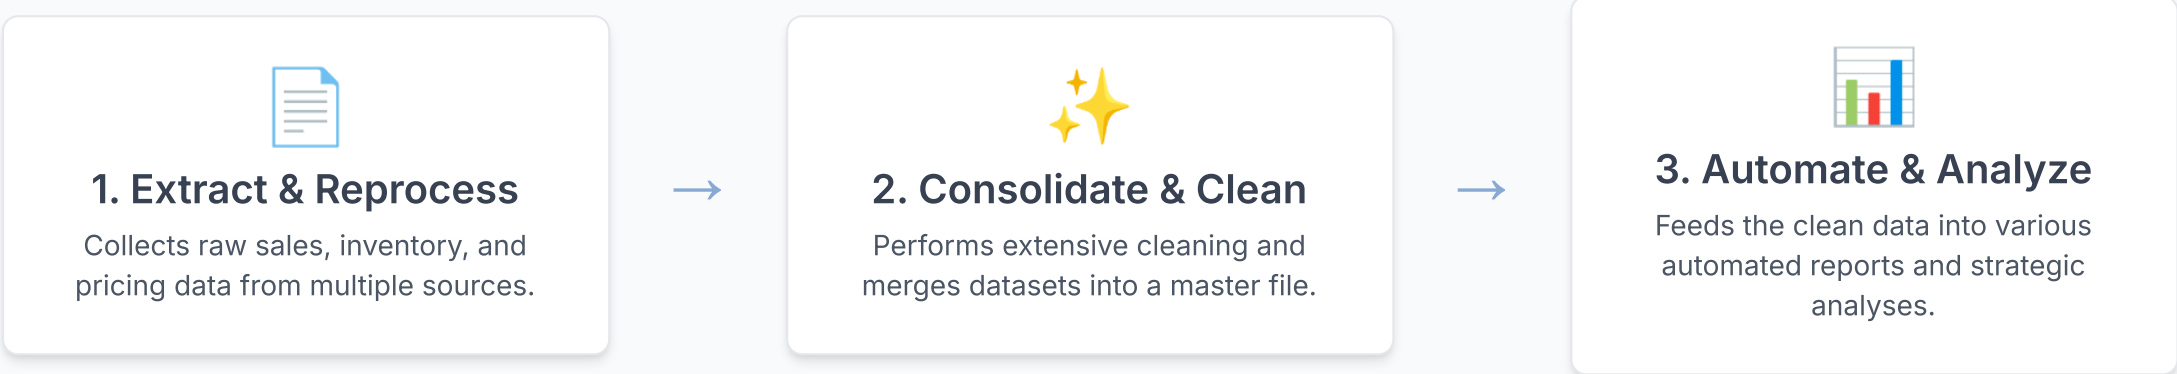 1. Extract & Reprocess
Collects raw sales, inventory, and
pricing data from multiple sources.
→
2. Consolidate & Clean
Performs extensive cleaning and
merges datasets into a master file.
→
3. Automate & Analyze
Feeds the clean data into various
automated reports and strategic
analyses.